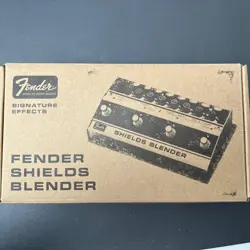 Fender
SIGNATURE
EFFECTS
SHIELDS BLENDER
FENDER
SHIELDS
BLENDER